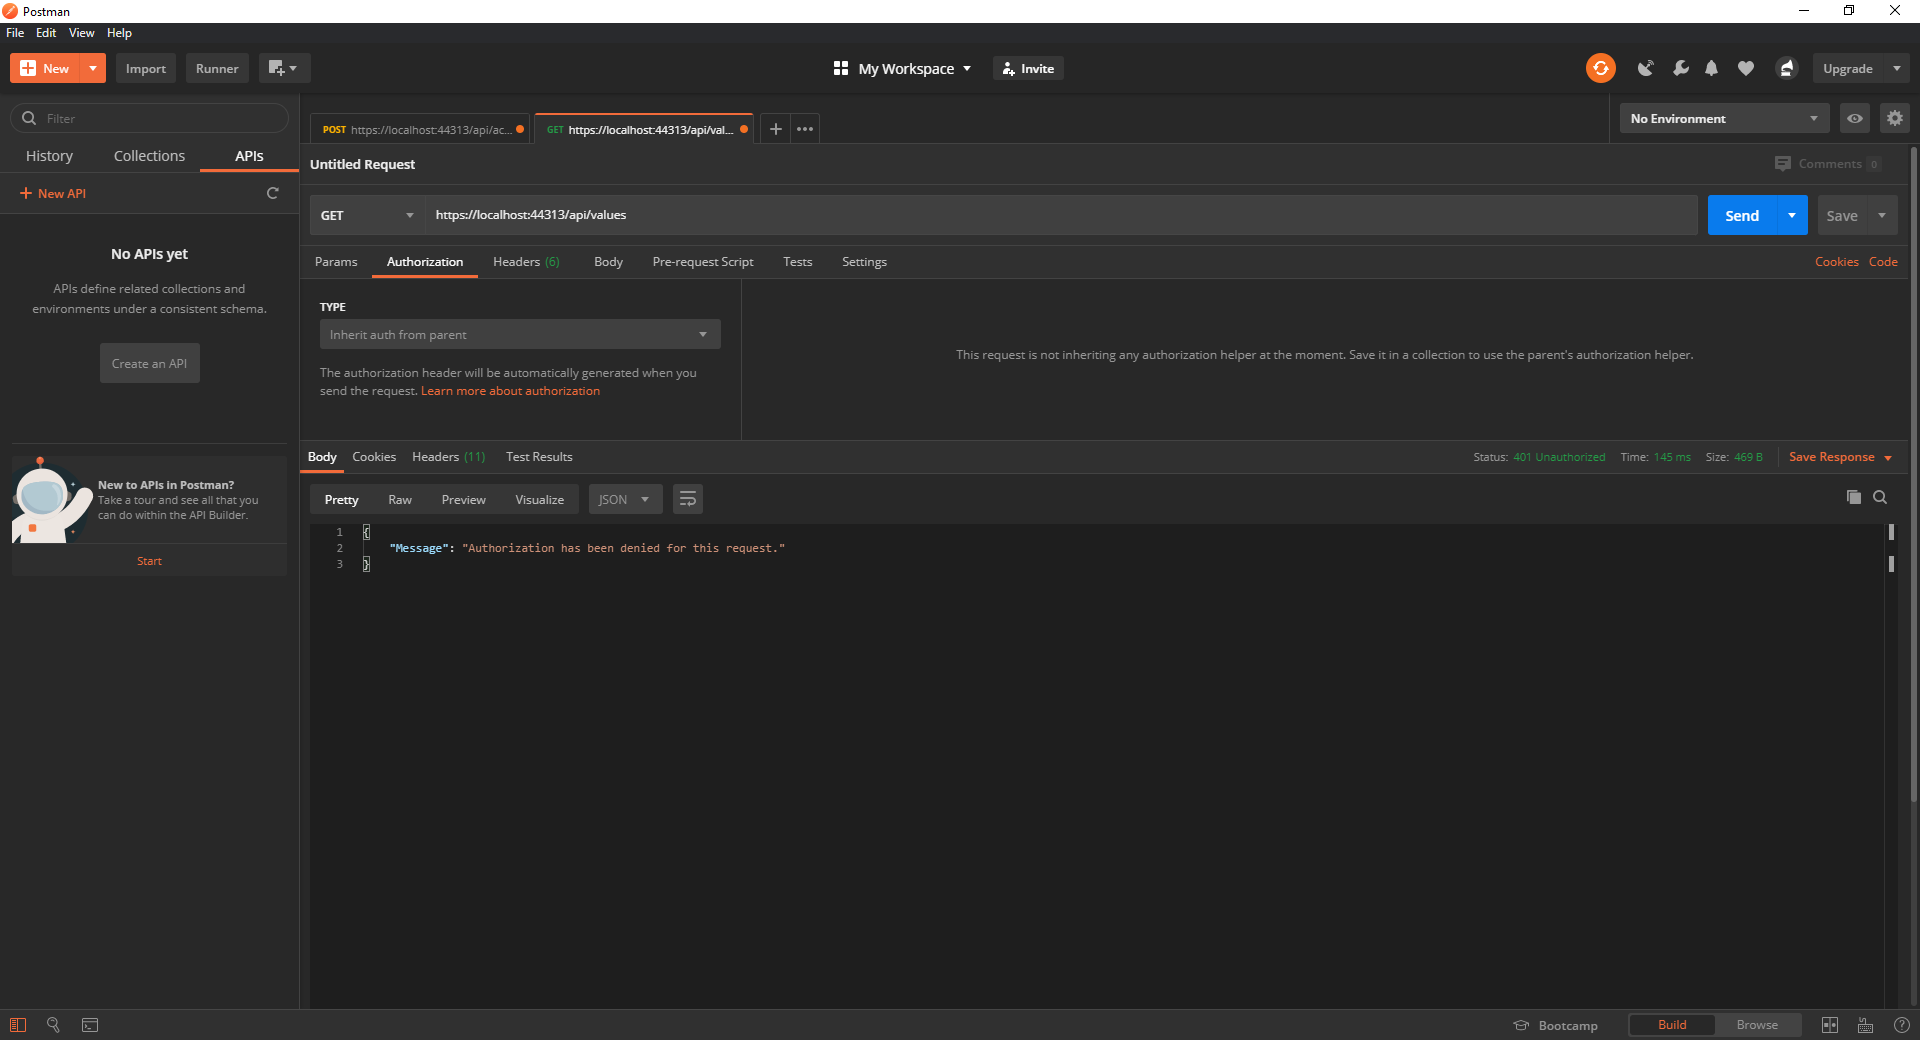 Postman
File Edit View Help
New Import Runner My Workspace Invite Upgrade
Filter
History Collections APIs
New API
No APIs yet
APIs define related collections and
environments under a consistent schema.
Create an API
New to APIs in Postman?
Take a tour and see all that you
can do within the API Builder.
Start
POST https://localhost:44313/api/ac... GET https://localhost:44313/api/val... No Environment
Untitled Request Comments 0
GET https://localhost:44313/api/values Send Save
Params Authorization Headers (6) Body Pre-request Script Tests Settings Cookies Code
TYPE
Inherit auth from parent
The authorization header will be automatically generated when you
send the request. Learn more about authorization
This request is not inheriting any authorization helper at the moment. Save it in a collection to use the parent's authorization helper.
Body Cookies Headers (11) Test Results Status: 401 Unauthorized Time: 145 ms Size: 469 B Save Response
Pretty Raw Preview Visualize JSON
1 {
2 "Message": "Authorization has been denied for this request."
3 }
Bootcamp Build Browse